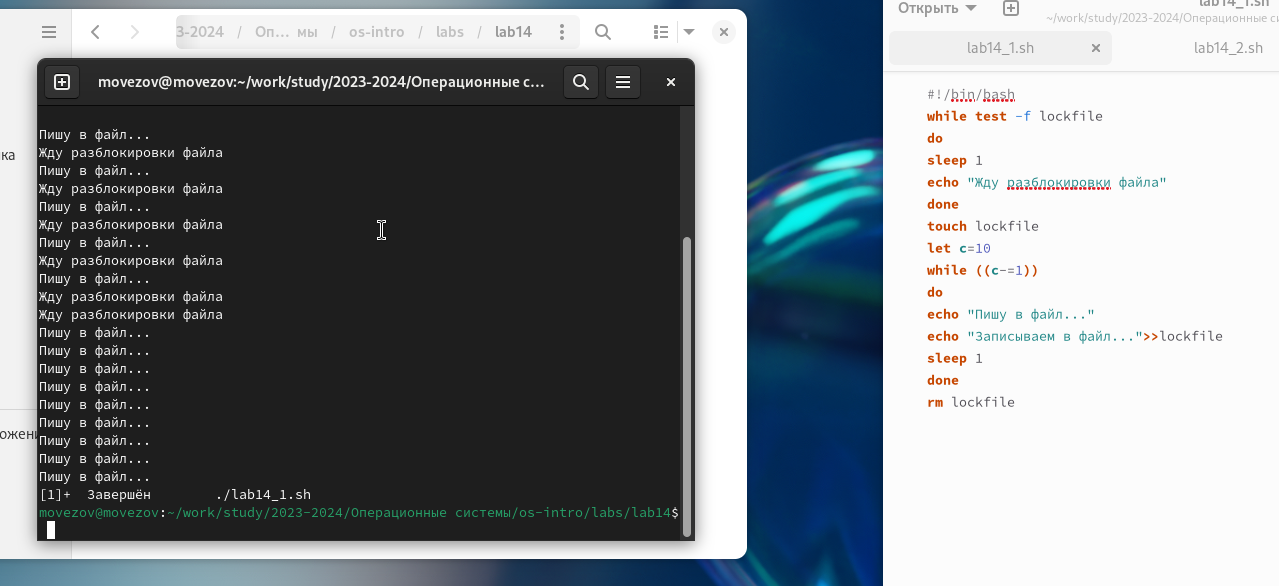 3-2024 / Оп… мы / os-intro / labs / lab14
movezov@movezov:~/work/study/2023-2024/Операционные с…
Пишу в файл...
Жду разблокировки файла
Пишу в файл...
Жду разблокировки файла
Пишу в файл...
Жду разблокировки файла
Пишу в файл...
Жду разблокировки файла
Пишу в файл...
Жду разблокировки файла
Жду разблокировки файла
Пишу в файл...
Пишу в файл...
Пишу в файл...
Пишу в файл...
Пишу в файл...
Пишу в файл...
Пишу в файл...
Пишу в файл...
Пишу в файл...
[1]+  Завершён        ./lab14_1.sh
movezov@movezov:~/work/study/2023-2024/Операционные системы/os-intro/labs/lab14$
ка
ожени
Открыть
lab14_1.sh
~/work/study/2023-2024/Операционные си
lab14_1.sh
lab14_2.sh
#!/bin/bash
while test -f lockfile
do
sleep 1
echo "Жду разблокировки файла"
done
touch lockfile
let c=10
while ((c-=1))
do
echo "Пишу в файл..."
echo "Записываем в файл...">>lockfile
sleep 1
done
rm lockfile